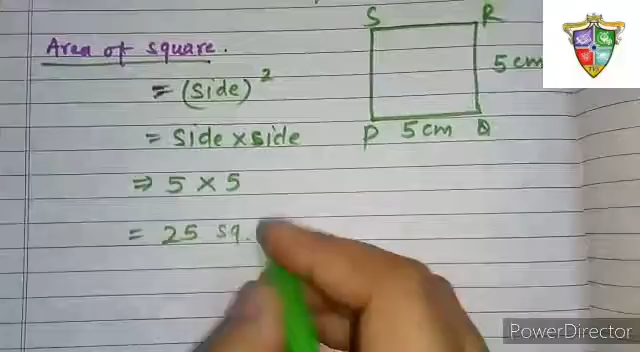 S R
Area of square.
= (side)²
5 cm
= side × side
P 5 cm Q
⇒ 5 × 5
= 25 sq.
PowerDirector